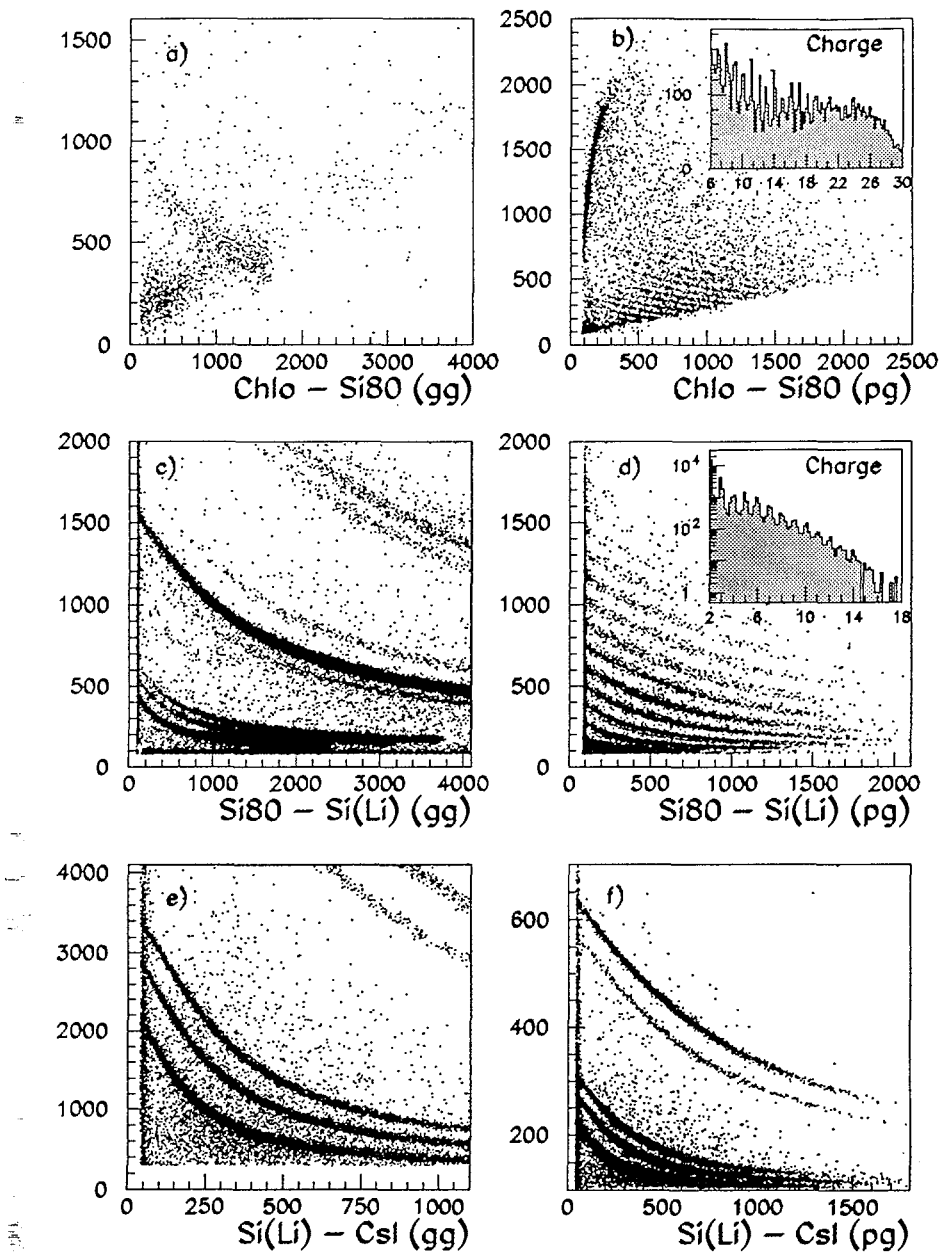 a)
1500
1000
500
0
0 1000 2000 3000 4000
Chlo – Si80 (gg)
b)
2500
2000
1500
1000
500
0
0 500 1000 1500 2000 2500
Chlo – Si80 (pg)
Charge
100
0
6 10 14 18 22 26 30
c)
2000
1500
1000
500
0
0 1000 2000 3000 4000
Si80 – Si(Li) (gg)
d)
2000
1500
1000
500
0
0 500 1000 1500 2000
Si80 – Si(Li) (pg)
Charge
10⁴
10⁻²
1
2 6 10 14 18
e)
4000
3000
2000
1000
0
0 250 500 750 1000
Si(Li) – CsI (gg)
f)
600
400
200
0 500 1000 1500
Si(Li) – CsI (pg)